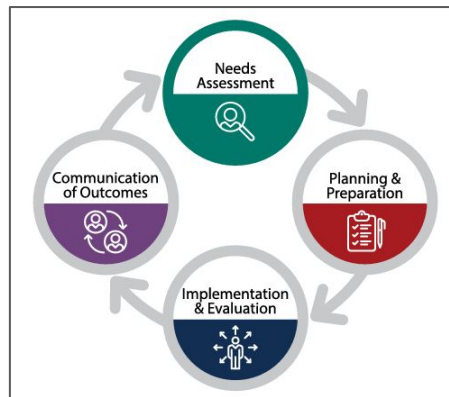 Needs
Assessment
Planning &
Preparation
Implementation
& Evaluation
Communication
of Outcomes